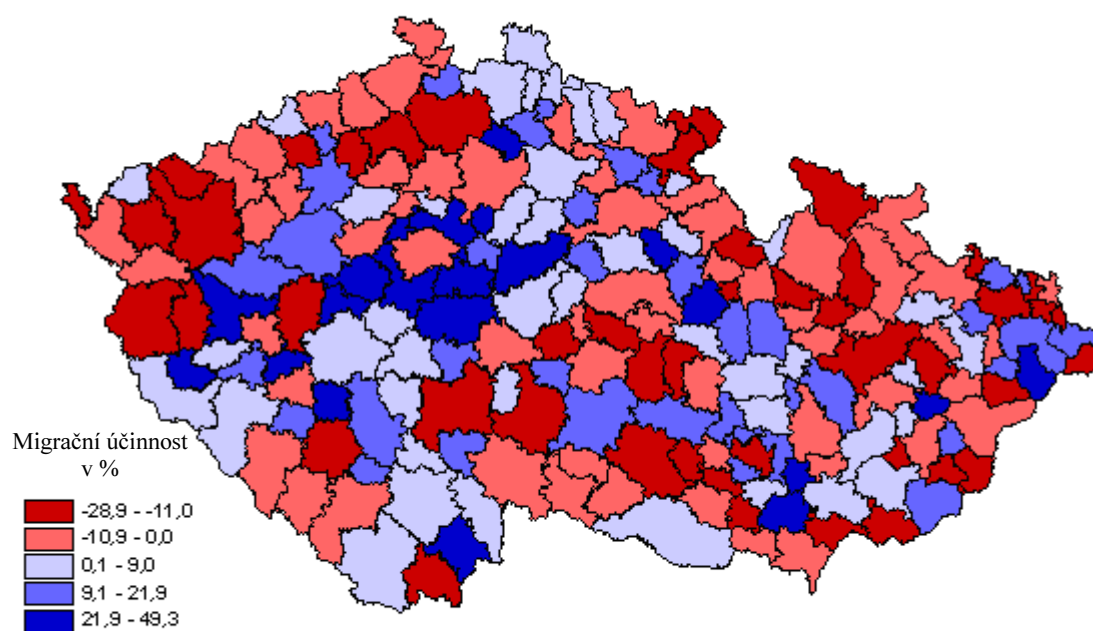 Migrační účinnost
v %
-28,9 - -11,0
-10,9 - 0,0
0,1 - 9,0
9,1 - 21,9
21,9 - 49,3